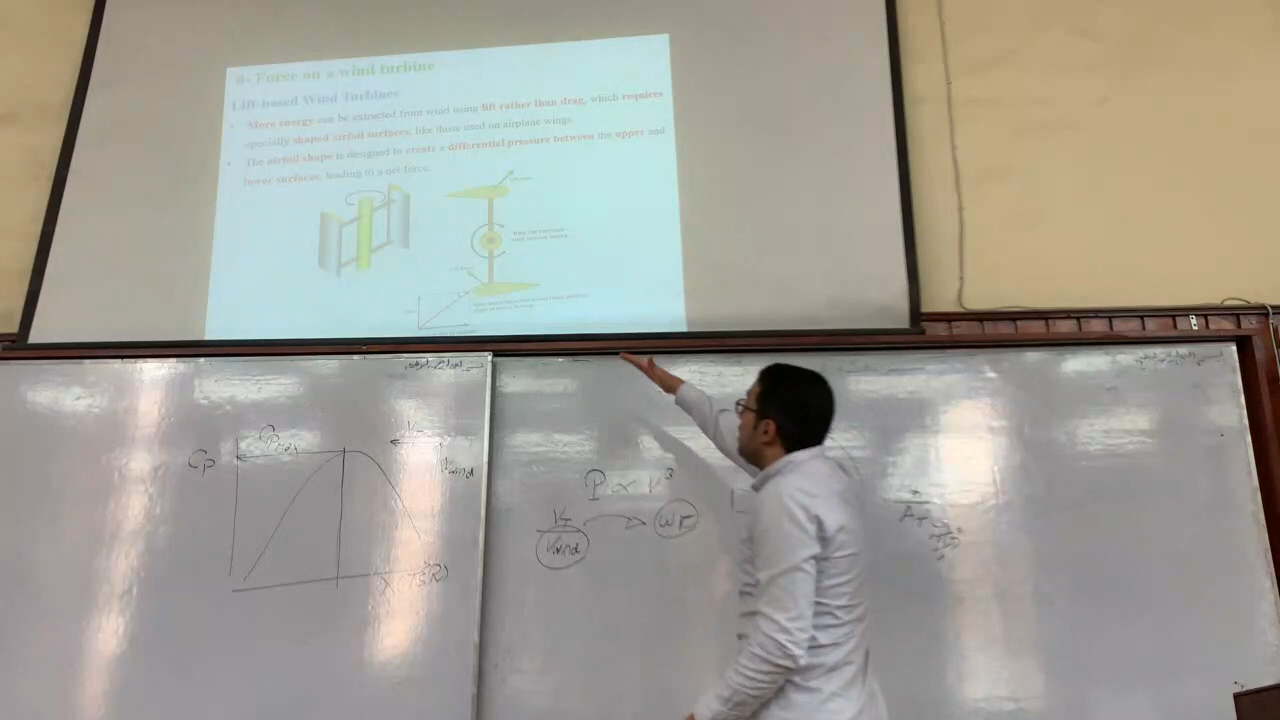 8- Force on a wind turbine
Lift-based Wind Turbines
• More energy can be extracted from wind using lift rather than drag, which requires
specially shaped airfoil surfaces, like those used on airplane wings.
• The airfoil shape is designed to create a differential pressure between the upper and
lower surfaces, leading to a net force.
CP
CPmax
VT
Vwind
λ(TSR)
P ∝ V³
VT
Vwind
ωr
AT